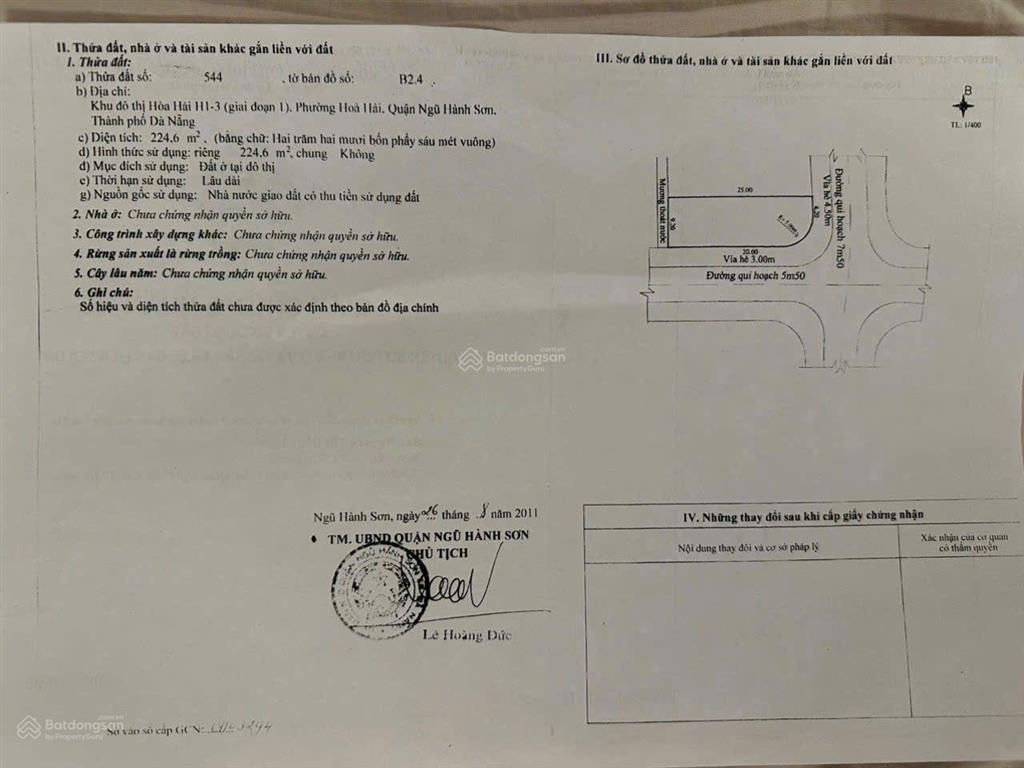 II. Thửa đất, nhà ở và tài sản khác gắn liền với đất
1. Thửa đất:
a) Thửa đất số: 544 , tờ bản đồ số: B2.4
b) Địa chỉ:
Khu đô thị Hòa Hải H1-3 (giai đoạn 1), Phường Hoà Hải, Quận Ngũ Hành Sơn,
Thành phố Đà Nẵng
c) Diện tích: 224,6 m², (bằng chữ: Hai trăm hai mươi bốn phẩy sáu mét vuông)
d) Hình thức sử dụng: riêng 224,6 m², chung Không
đ) Mục đích sử dụng: Đất ở tại đô thị
e) Thời hạn sử dụng: Lâu dài
g) Nguồn gốc sử dụng: Nhà nước giao đất có thu tiền sử dụng đất
2. Nhà ở: Chưa chứng nhận quyền sở hữu.
3. Công trình xây dựng khác: Chưa chứng nhận quyền sở hữu.
4. Rừng sản xuất là rừng trồng: Chưa chứng nhận quyền sở hữu.
5. Cây lâu năm: Chưa chứng nhận quyền sở hữu.
6. Ghi chú:
Số hiệu và diện tích thửa đất chưa được xác định theo bản đồ địa chính
Ngũ Hành Sơn, ngày 26 tháng 8 năm 2011
TM. UBND QUẬN NGŨ HÀNH SƠN
CHỦ TỊCH
Lê Hoàng Đức
Số vào sổ cấp GCN:
III. Sơ đồ thửa đất, nhà ở và tài sản khác gắn liền với đất
B
TL: 1/400
Mương thoát nước
25.00
9.20
4.20
20.00
Vỉa hè 3.00m
Đường qui hoạch 5m50
Vỉa hè 4.50m
Đường qui hoạch 7m50
IV. Những thay đổi sau khi cấp giấy chứng nhận
Nội dung thay đổi và cơ sở pháp lý
Xác nhận của cơ quan
có thẩm quyền
Batdongsan.com.vn
by PropertyGuru
Batdongsan.com.vn
by PropertyGuru